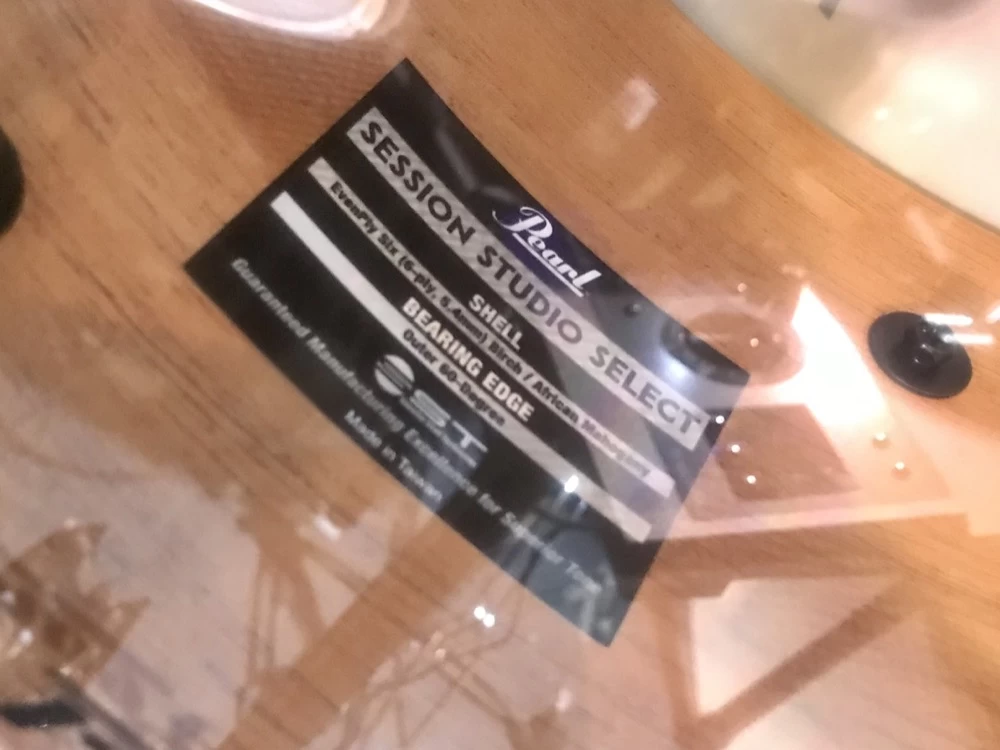 Pearl
SESSION STUDIO SELECT
SHELL
EvenPly Six (6-ply, 5.4mm) Birch / African Mahogany
BEARING EDGE
Outer 60-Degree
SST
Guaranteed Manufacturing Excellence for Superior Tone
Made in Taiwan